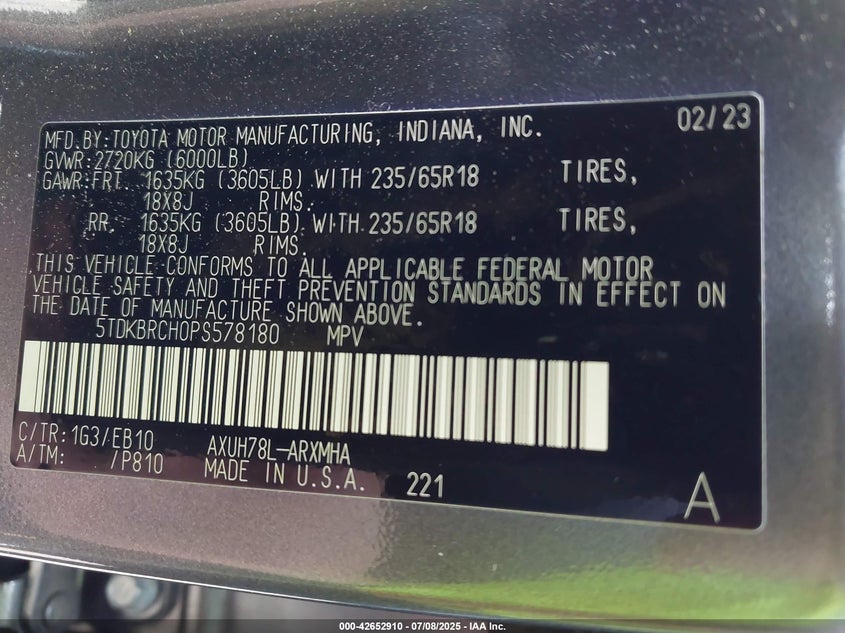 02/23
MFD.BY:TOYOTA MOTOR MANUFACTURING, INDIANA, INC.
GVWR:2720KG (6000LB)
GAWR:FRT. 1635KG (3605LB) WITH 235/65R18 TIRES,
18X8J RIMS.
RR. 1635KG (3605LB) WITH 235/65R18 TIRES,
18X8J RIMS.
THIS VEHICLE CONFORMS TO ALL APPLICABLE FEDERAL MOTOR
VEHICLE SAFETY AND THEFT PREVENTION STANDARDS IN EFFECT ON
THE DATE OF MANUFACTURE SHOWN ABOVE.
5TDKBRCH0PS578180 MPV
C/TR:1G3/EB10 AXUH78L-ARXMHA
A/TM: /P810 MADE IN U.S.A. 221 A
000-42652910 - 07/08/2025 - IAA Inc.